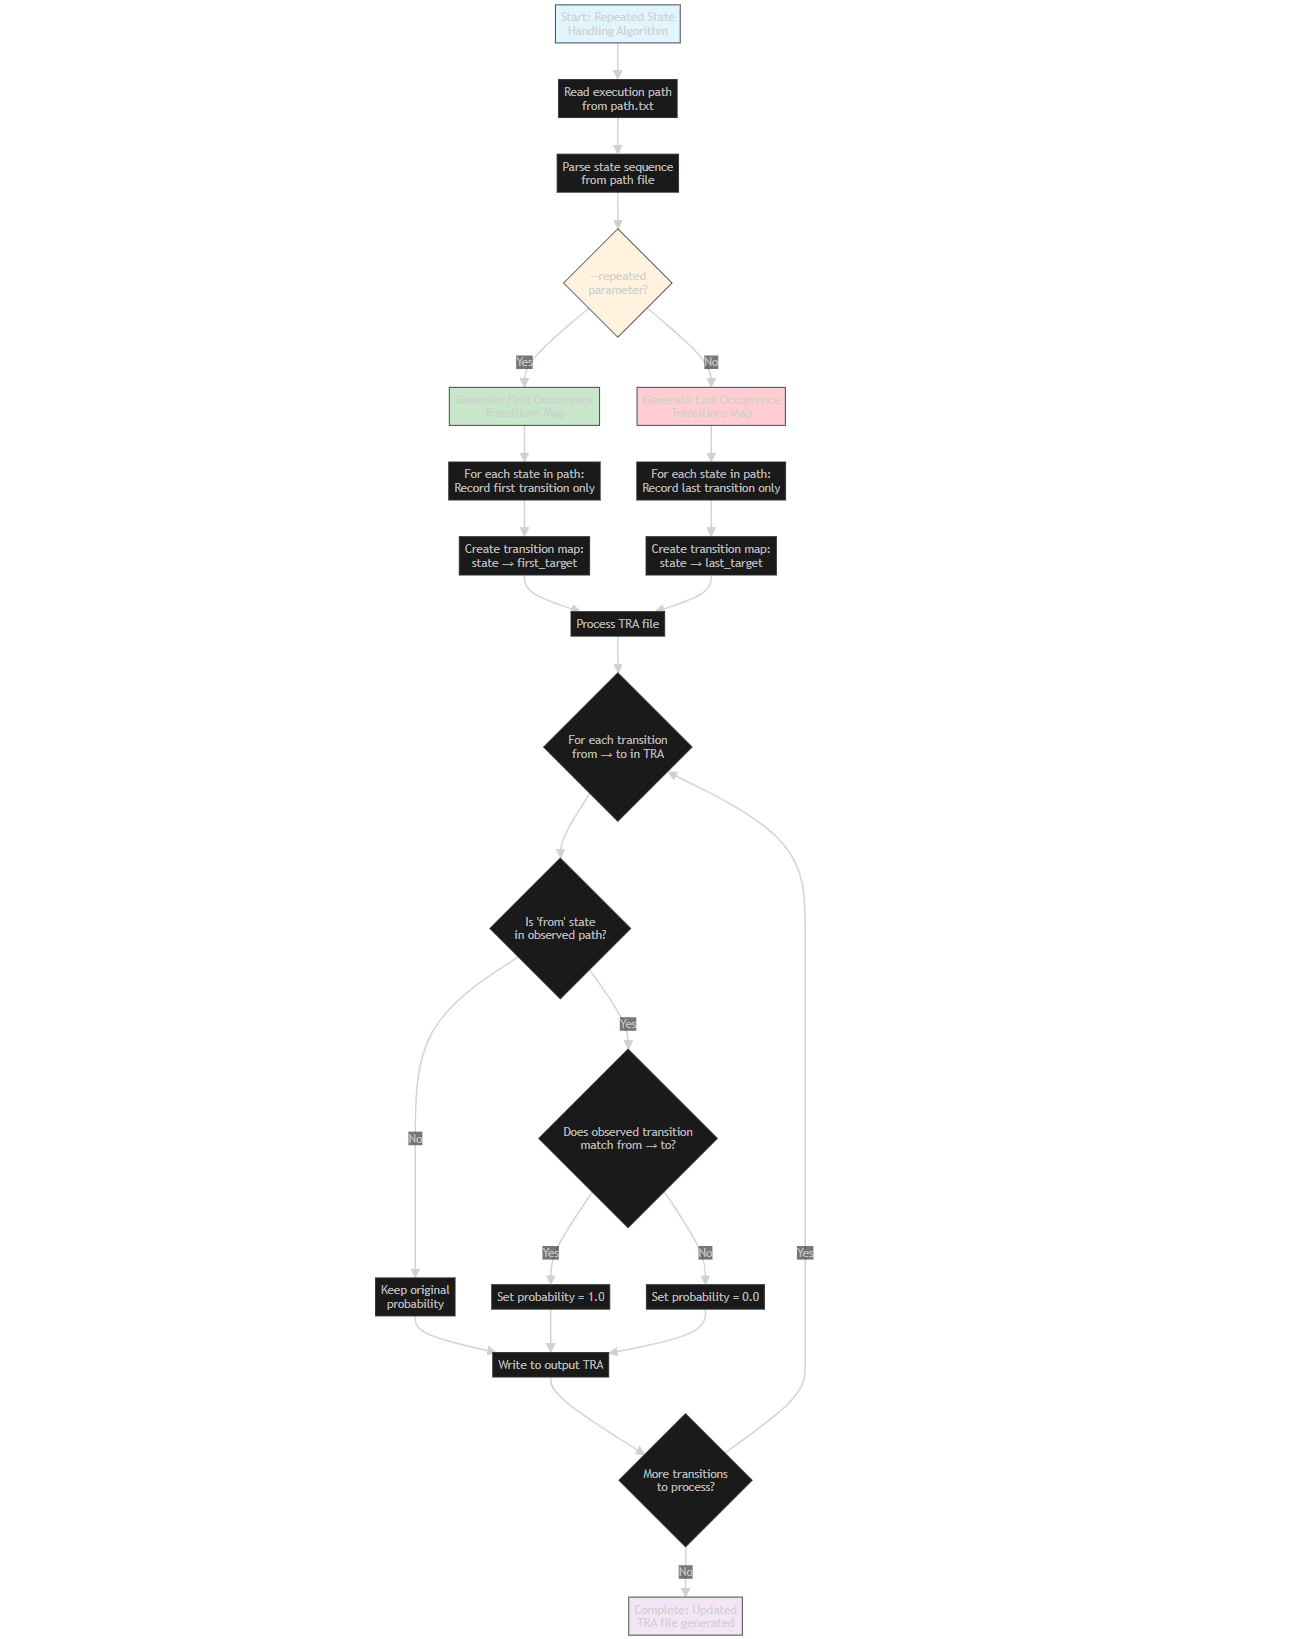 Start: Repeated State
Handling Algorithm
Read execution path
from path.txt
Parse state sequence
from path file
--repeated
parameter?
Yes
No
Generate First Occurrence
Transitions Map
Generate Last Occurrence
Transitions Map
For each state in path:
Record first transition only
For each state in path:
Record last transition only
Create transition map:
state → first_target
Create transition map:
state → last_target
Process TRA file
For each transition
from → to in TRA
Is 'from' state
in observed path?
Yes
No
Does observed transition
match from → to?
Yes
No
Yes
Keep original
probability
Set probability = 1.0
Set probability = 0.0
Write to output TRA
More transitions
to process?
No
Complete: Updated
TRA file generated